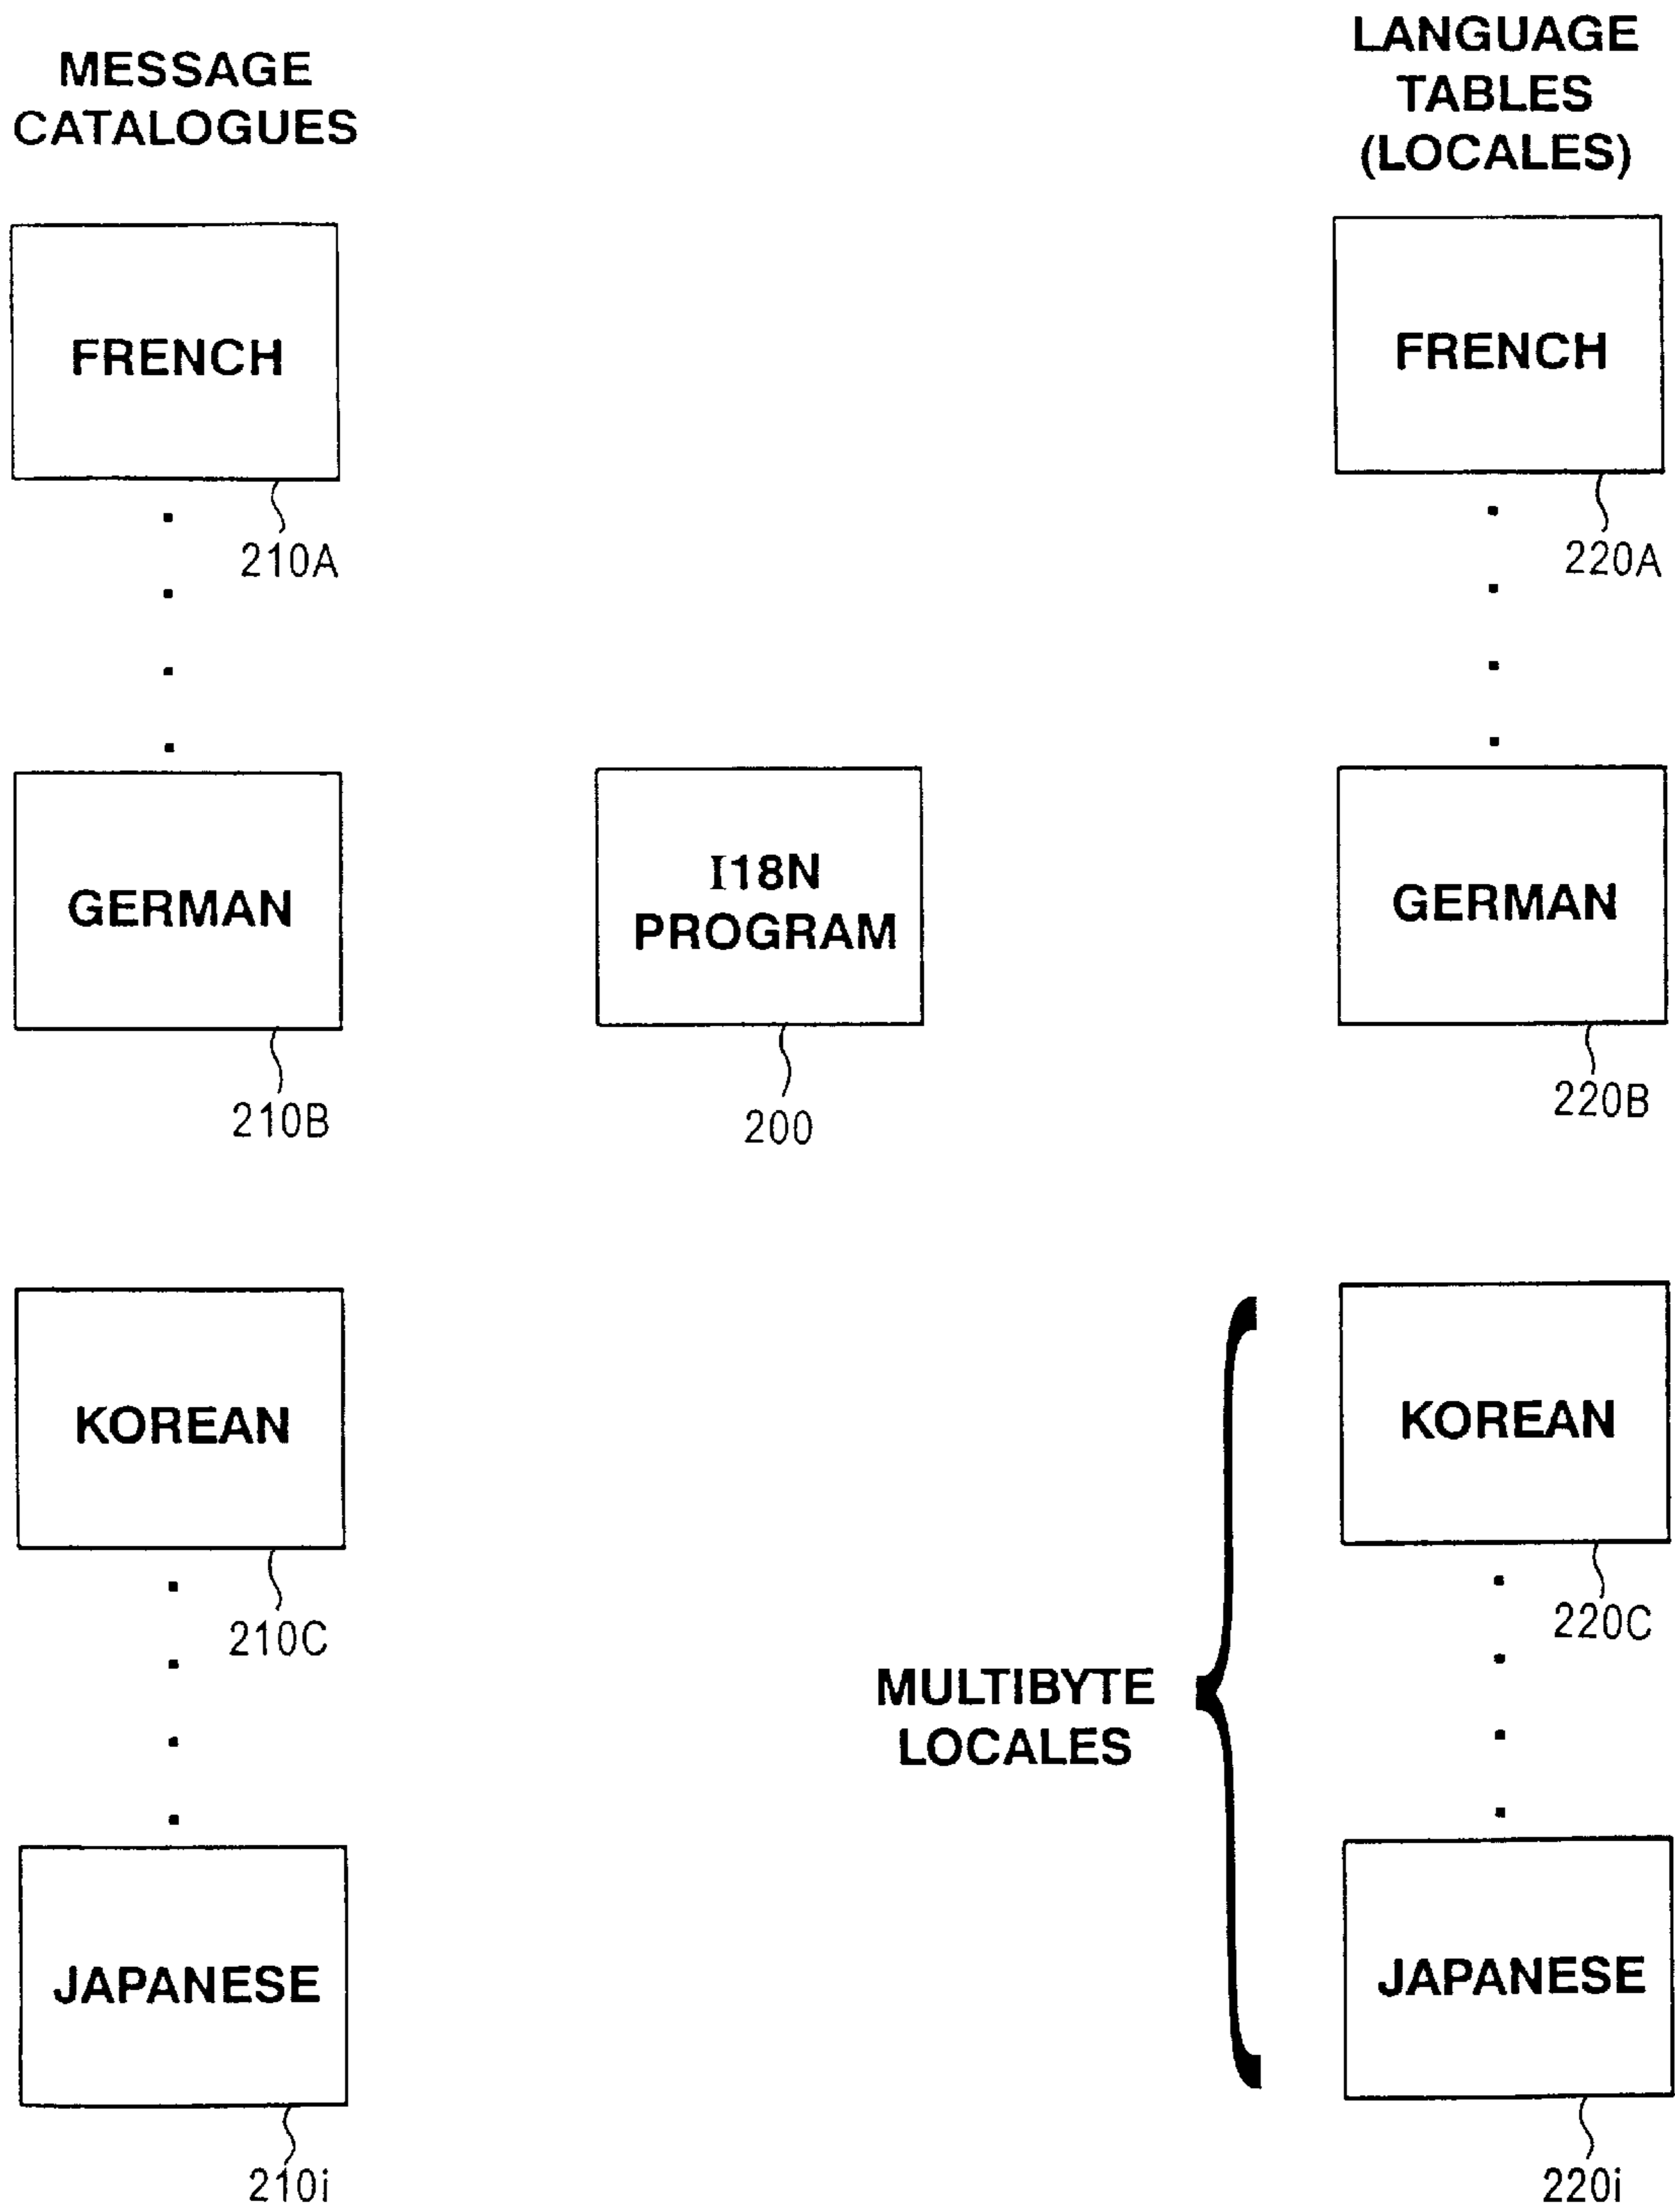 MESSAGE
CATALOGUES
LANGUAGE
TABLES
(LOCALES)
FRENCH
210A
FRENCH
220A
GERMAN
210B
I18N
PROGRAM
200
GERMAN
220B
KOREAN
210C
MULTIBYTE
LOCALES
KOREAN
220C
JAPANESE
210i
JAPANESE
220i